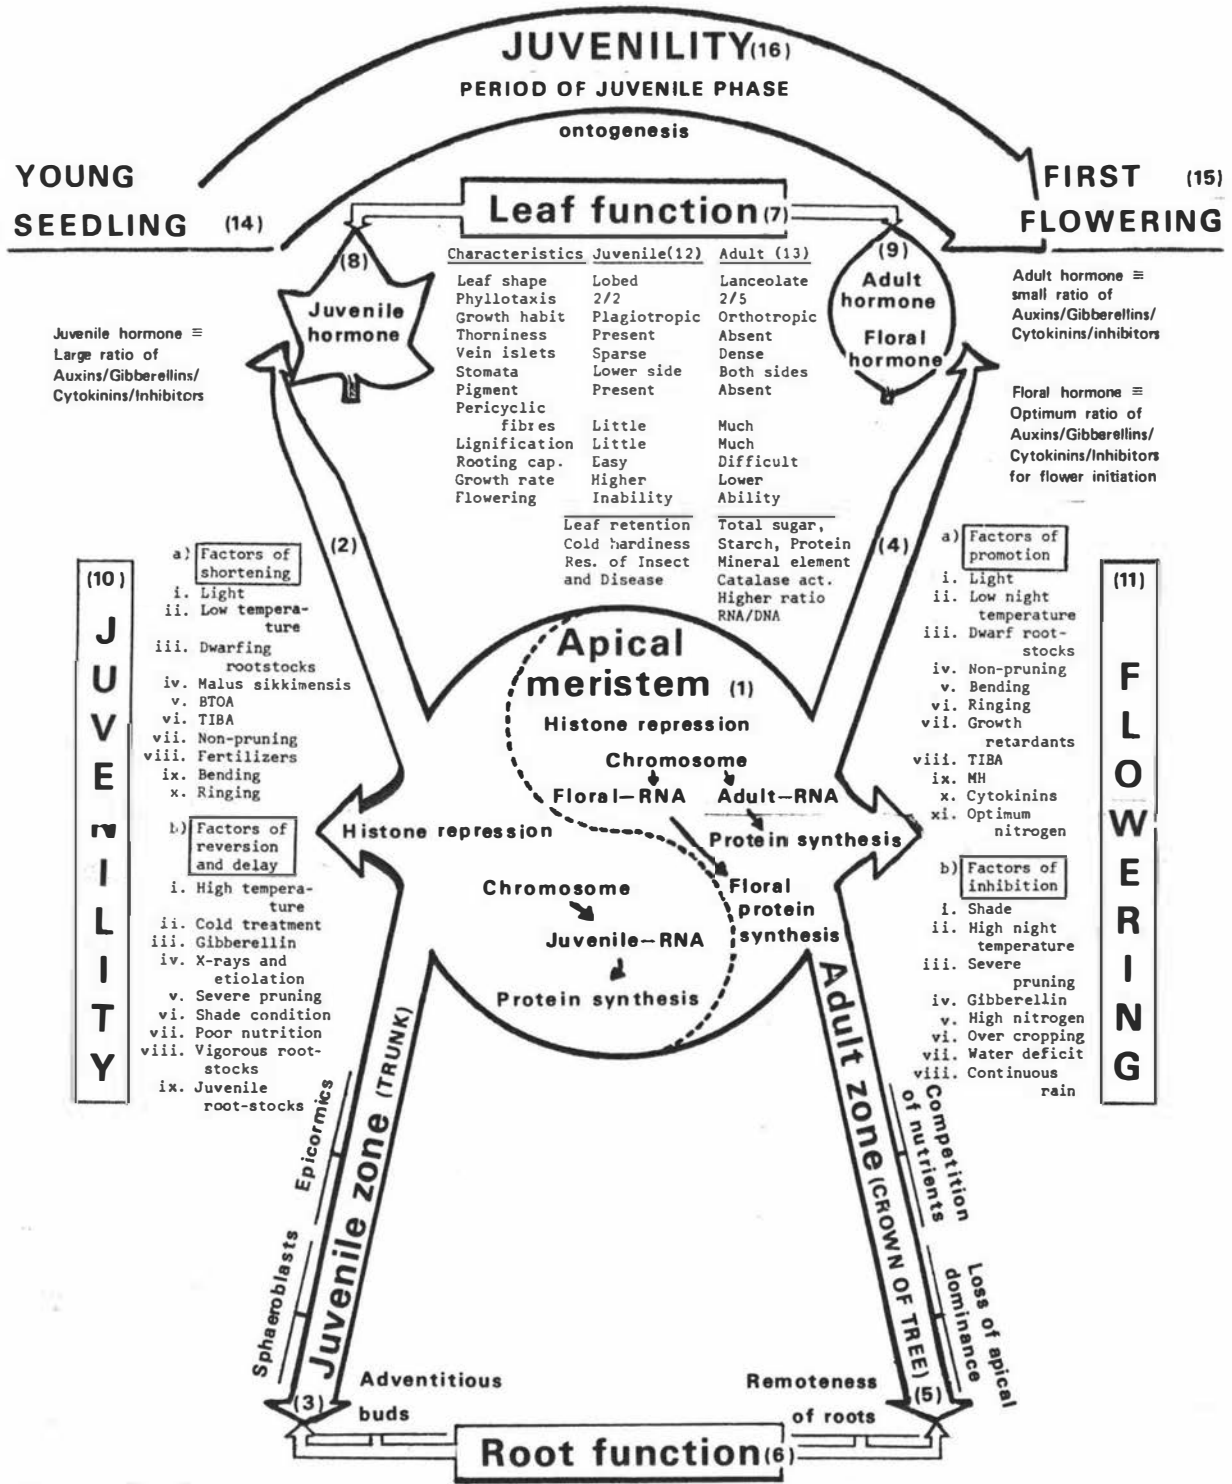 JUVENILITY(16)
PERIOD OF JUVENILE PHASE
ontogenesis
YOUNG
SEEDLING (14)
FIRST (15)
FLOWERING
Leaf function(7)
(8)
Juvenile
hormone
(9)
Adult
hormone
Floral
hormone
Juvenile hormone ≡
Large ratio of
Auxins/Gibberellins/
Cytokinins/Inhibitors
Adult hormone ≡
small ratio of
Auxins/Gibberellins/
Cytokinins/inhibitors
Floral hormone ≡
Optimum ratio of
Auxins/Gibberellins/
Cytokinins/Inhibitors
for flower initiation
Characteristics Juvenile(12) Adult (13)
Leaf shape Lobed Lanceolate
Phyllotaxis 2/2 2/5
Growth habit Plagiotropic Orthotropic
Thorniness Present Absent
Vein islets Sparse Dense
Stomata Lower side Both sides
Pigment Present Absent
Pericyclic
fibres Little Much
Lignification Little Much
Rooting cap. Easy Difficult
Growth rate Higher Lower
Flowering Inability Ability
Leaf retention Total sugar,
Cold hardiness Starch, Protein
Res. of Insect Mineral element
and Disease Catalase act.
Higher ratio
RNA/DNA
(2)
(4)
(10)
JUVENILITY
a) Factors of
shortening
i. Light
ii. Low tempera-
ture
iii. Dwarfing
rootstocks
iv. Malus sikkimensis
v. BTOA
vi. TIBA
vii. Non-pruning
viii. Fertilizers
ix. Bending
x. Ringing
b) Factors of
reversion
and delay
i. High tempera-
ture
ii. Cold treatment
iii. Gibberellin
iv. X-rays and
etiolation
v. Severe pruning
vi. Shade condition
vii. Poor nutrition
viii. Vigorous root-
stocks
ix. Juvenile
root-stocks
Apical
meristem (1)
Histone repression
Chromosome
Floral-RNA Adult-RNA
Protein synthesis
Floral
protein
synthesis
Histone repression
Chromosome
Juvenile-RNA
Protein synthesis
a) Factors of
promotion
i. Light
ii. Low night
temperature
iii. Dwarf root-
stocks
iv. Non-pruning
v. Bending
vi. Ringing
vii. Growth
retardants
viii. TIBA
ix. MH
x. Cytokinins
xi. Optimum
nitrogen
b) Factors of
inhibition
i. Shade
ii. High night
temperature
iii. Severe
pruning
iv. Gibberellin
v. High nitrogen
vi. Over cropping
vii. Water deficit
viii. Continuous
rain
(11)
FLOWERING
Epicormics
Sphaeroblasts
Juvenile zone (TRUNK)
(3)
Adult zone (CROWN OF TREE)
(5)
Competition
of nutrients
Loss of apical
dominance
Adventitious
buds
Remoteness
of roots
Root function(6)